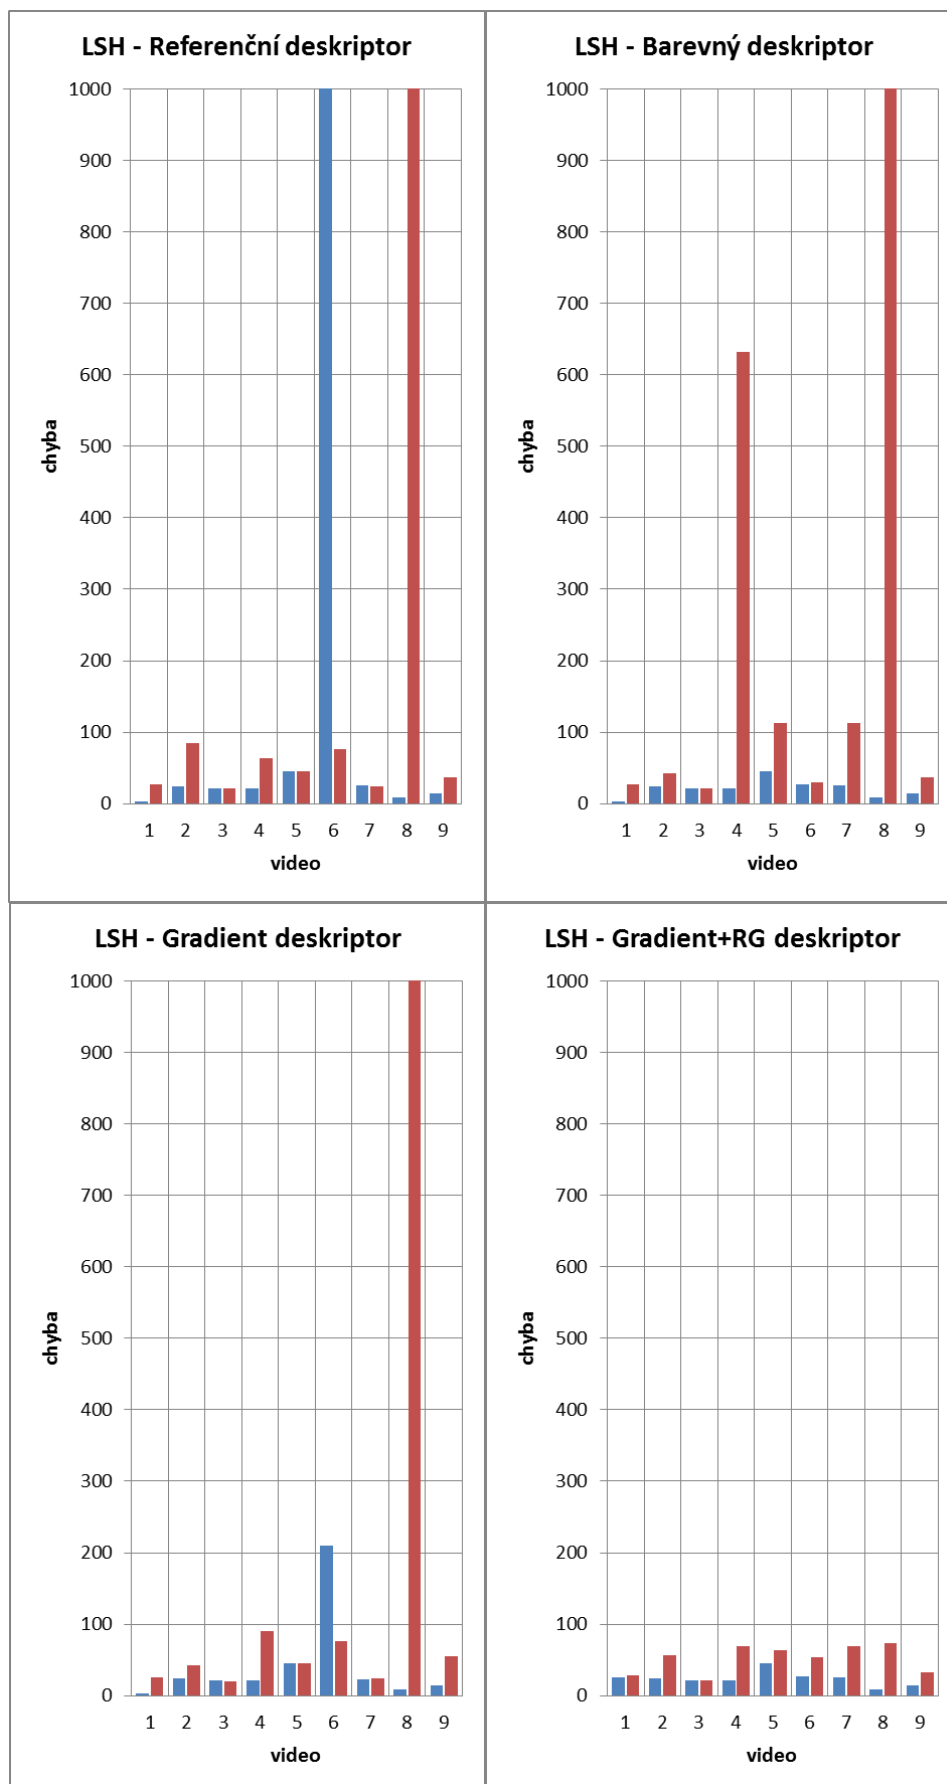 LSH - Referenční deskriptor
1000
900
800
700
600
500
400
300
200
100
0
chyba
1 2 3 4 5 6 7 8 9
video
LSH - Barevný deskriptor
1000
900
800
700
600
500
400
300
200
100
0
chyba
1 2 3 4 5 6 7 8 9
video
LSH - Gradient deskriptor
1000
900
800
700
600
500
400
300
200
100
0
chyba
1 2 3 4 5 6 7 8 9
video
LSH - Gradient+RG deskriptor
1000
900
800
700
600
500
400
300
200
100
0
chyba
1 2 3 4 5 6 7 8 9
video